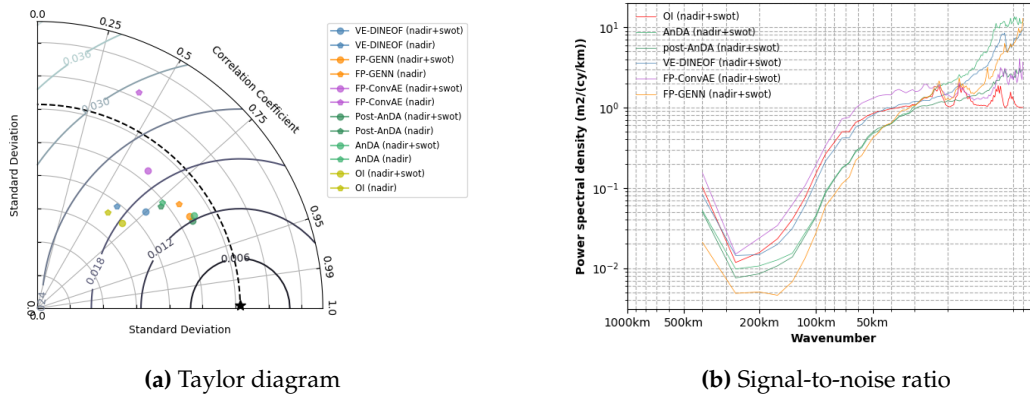 0.0
0.25
0.5
0.75
0.95
0.99
1.0
Correlation Coefficient
0.036
0.030
0.018
0.012
0.006
0.024
0.0
0.0
Standard Deviation
Standard Deviation
VE-DINEOF (nadir+swot)
VE-DINEOF (nadir)
FP-GENN (nadir+swot)
FP-GENN (nadir)
FP-ConvAE (nadir+swot)
FP-ConvAE (nadir)
Post-AnDA (nadir+swot)
Post-AnDA (nadir)
AnDA (nadir+swot)
AnDA (nadir)
OI (nadir+swot)
OI (nadir)
(a) Taylor diagram
Power spectral density (m2/(cy/km))
10¹
10⁰
10⁻¹
10⁻²
OI (nadir+swot)
AnDA (nadir+swot)
post-AnDA (nadir+swot)
VE-DINEOF (nadir+swot)
FP-ConvAE (nadir+swot)
FP-GENN (nadir+swot)
1000km 500km 200km 100km 50km
Wavenumber
(b) Signal-to-noise ratio